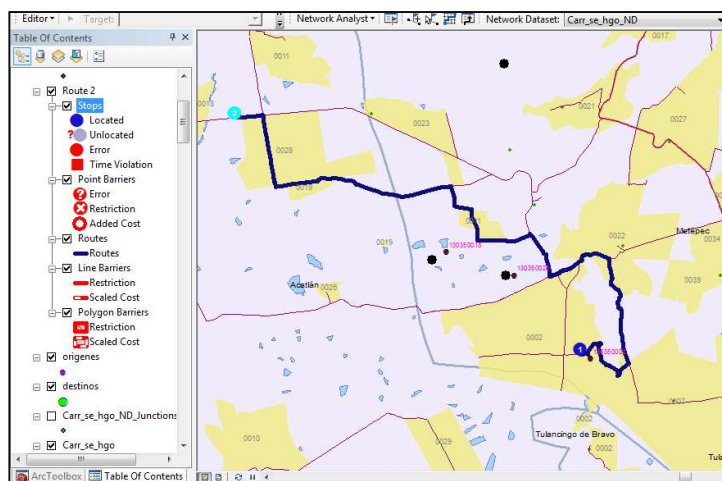 Editor
Target:
Network Analyst
Network Dataset:
Carr_se_hgo_ND
Table Of Contents
Route 2
Stops
Located
Unlocated
Error
Time Violation
Point Barriers
Error
Restriction
Added Cost
Routes
Routes
Line Barriers
Restriction
Scaled Cost
Polygon Barriers
Restriction
Scaled Cost
origenes
destinos
Carr_se_hgo_ND_Junctions
Carr_se_hgo
ArcToolbox
Table Of Contents
0017
0011
0018
2
0021
0023
0027
0028
0019
0022
Metepec
0034
0019
0039
Acatlán
0026
0002
1
0002
Tulancingo de Bravo
0002
0010
0029